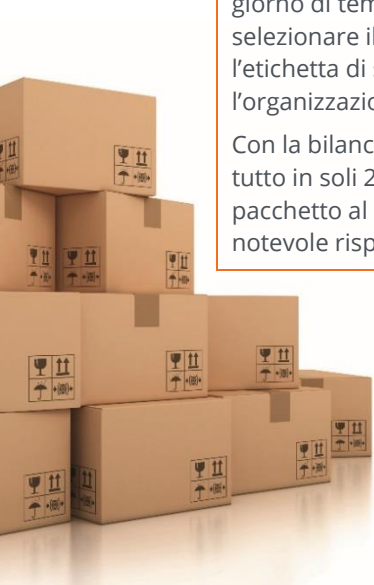 giorno di tem
selezionare il
l'etichetta di
l'organizzazio
Con la bilanc
tutto in soli 2
pacchetto al
notevole risp